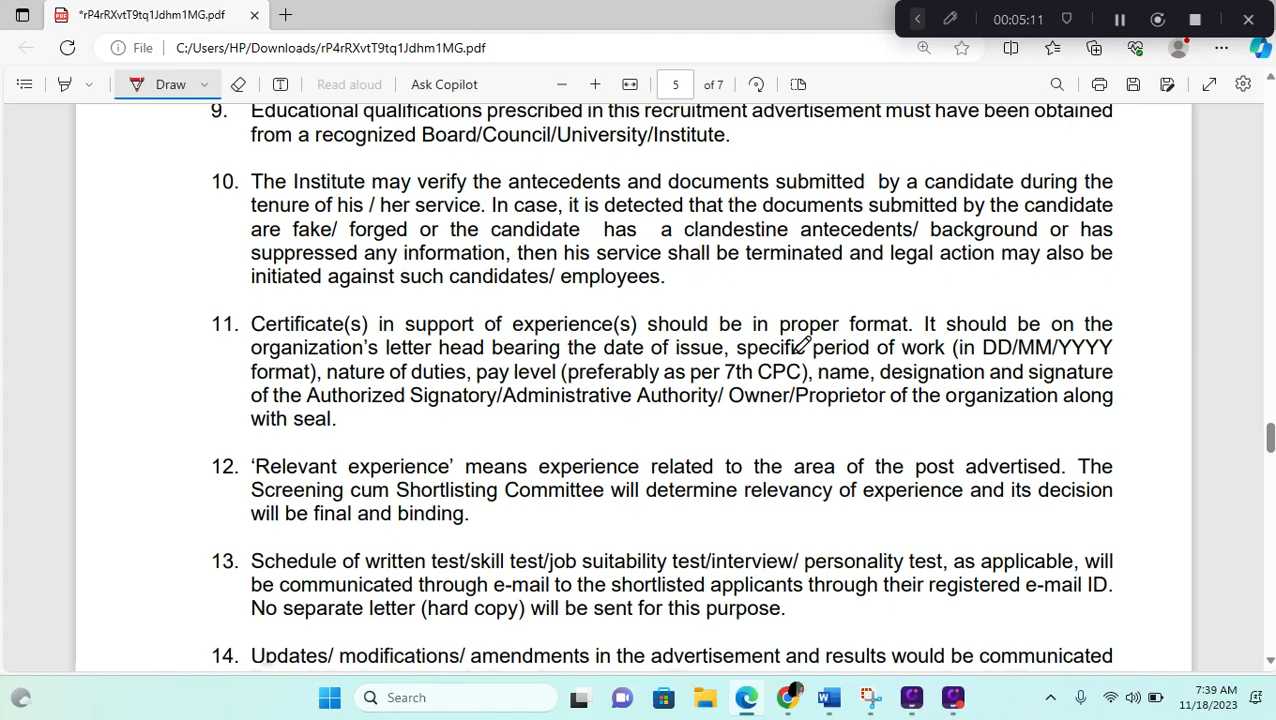 *rP4rRXvtT9tq1Jdhm1MG.pdf
00:05:11
File C:/Users/HP/Downloads/rP4rRXvtT9tq1Jdhm1MG.pdf
Draw Read aloud Ask Copilot 5 of 7
9. Educational qualifications prescribed in this recruitment advertisement must have been obtained
from a recognized Board/Council/University/Institute.
10. The Institute may verify the antecedents and documents submitted by a candidate during the
tenure of his / her service. In case, it is detected that the documents submitted by the candidate
are fake/ forged or the candidate has a clandestine antecedents/ background or has
suppressed any information, then his service shall be terminated and legal action may also be
initiated against such candidates/ employees.
11. Certificate(s) in support of experience(s) should be in proper format. It should be on the
organization's letter head bearing the date of issue, specific period of work (in DD/MM/YYYY
format), nature of duties, pay level (preferably as per 7th CPC), name, designation and signature
of the Authorized Signatory/Administrative Authority/ Owner/Proprietor of the organization along
with seal.
12. ‘Relevant experience’ means experience related to the area of the post advertised. The
Screening cum Shortlisting Committee will determine relevancy of experience and its decision
will be final and binding.
13. Schedule of written test/skill test/job suitability test/interview/ personality test, as applicable, will
be communicated through e-mail to the shortlisted applicants through their registered e-mail ID.
No separate letter (hard copy) will be sent for this purpose.
14. Updates/ modifications/ amendments in the advertisement and results would be communicated
Search
7:39 AM
11/18/2023